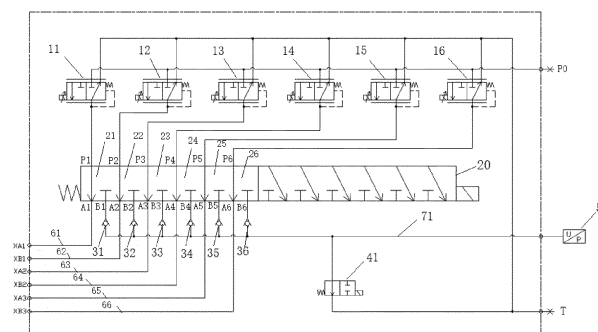 11 12 13 14 15 16
P0
21 22 23 24 25 26
P1 P2 P3 P4 P5 P6
20
A1 B1 A2 B2 A3 B3 A4 B4 A5 B5 A6 B6
61 31 32 33 34 35 36 71
U
P
XA1
62
XB1
63
XA2
64
41
XB2
65
XA3
66
XB3
T